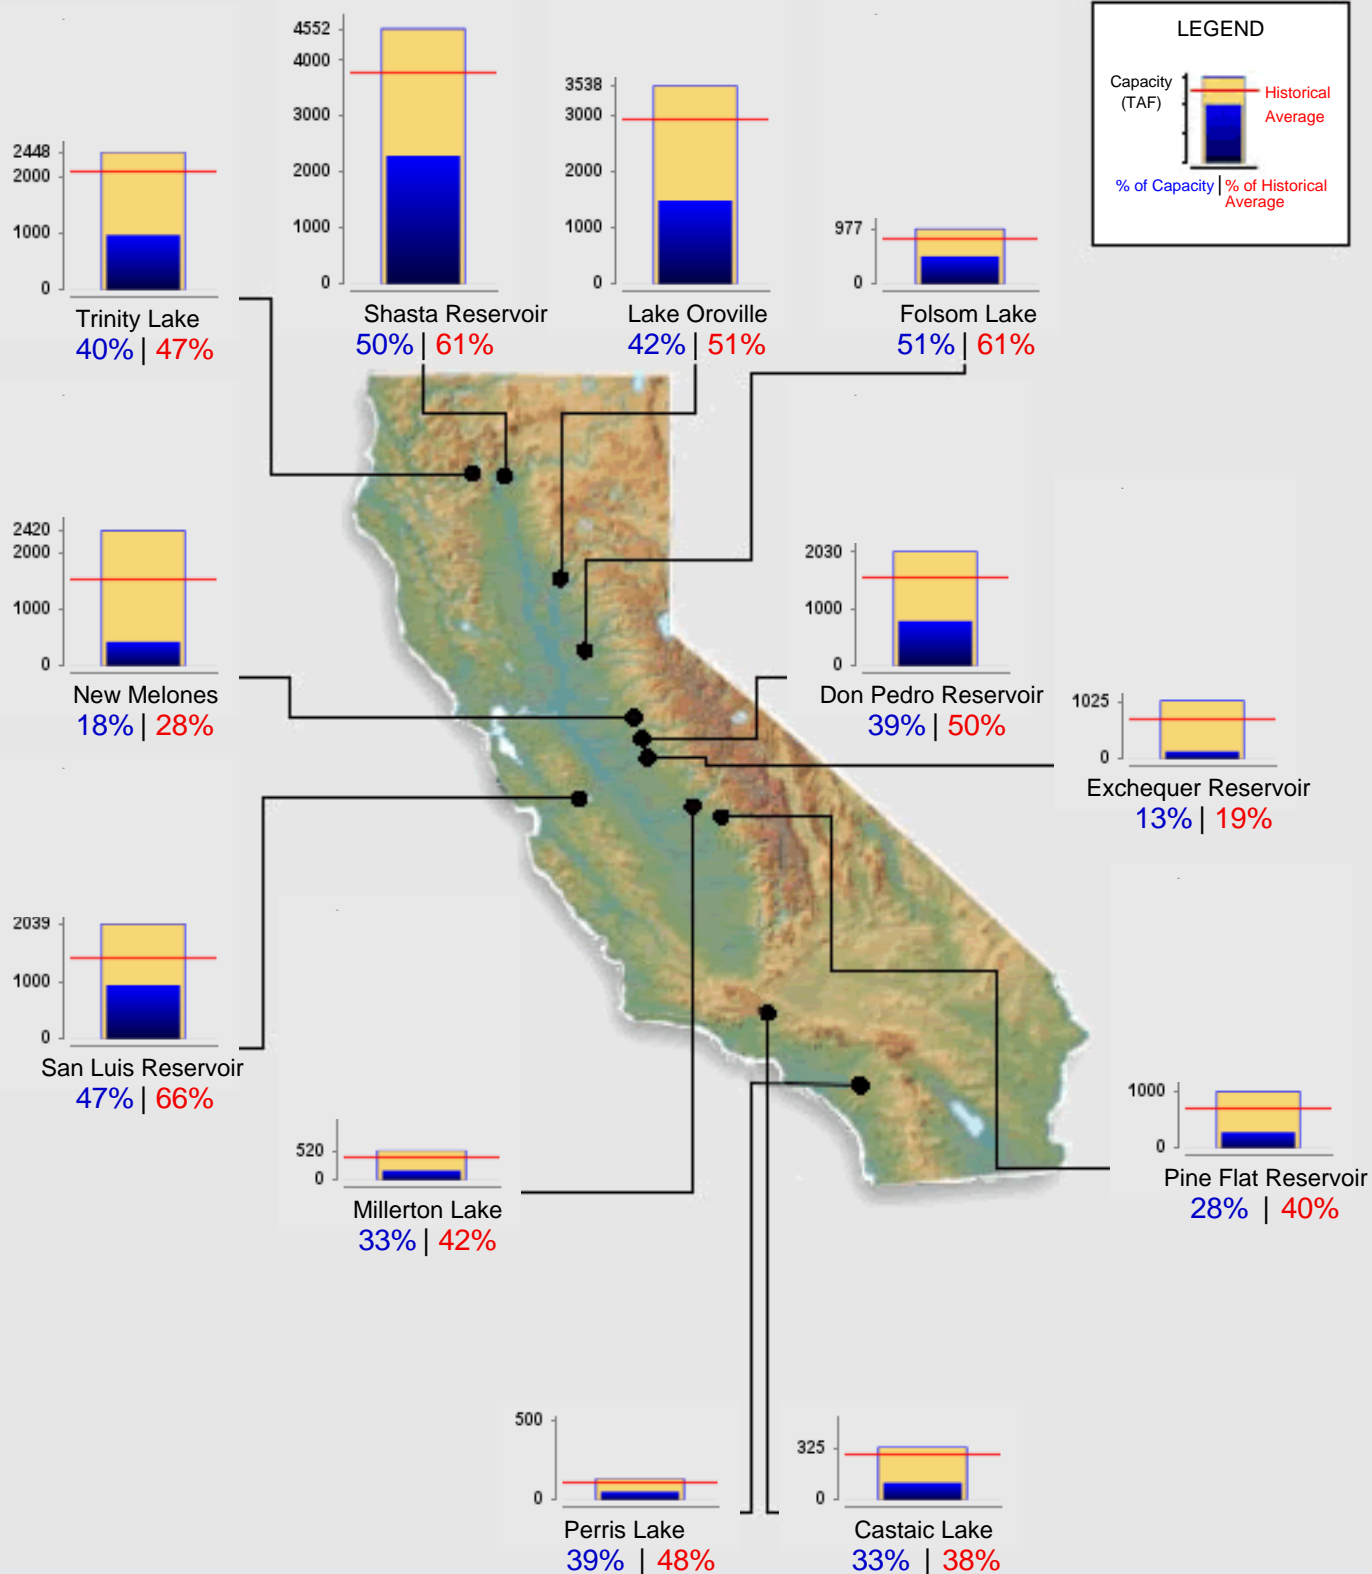 LEGEND
Capacity
(TAF)
Historical
Average
% of Capacity | % of Historical
Average
2448
2000
1000
0
Trinity Lake
40% | 47%
4552
4000
3000
2000
1000
0
Shasta Reservoir
50% | 61%
3538
3000
2000
1000
0
Lake Oroville
42% | 51%
977
0
Folsom Lake
51% | 61%
2420
2000
1000
0
New Melones
18% | 28%
2030
1000
0
Don Pedro Reservoir
39% | 50%
1025
0
Exchequer Reservoir
13% | 19%
2039
1000
0
San Luis Reservoir
47% | 66%
520
0
Millerton Lake
33% | 42%
1000
0
Pine Flat Reservoir
28% | 40%
500
0
Perris Lake
39% | 48%
325
0
Castaic Lake
33% | 38%